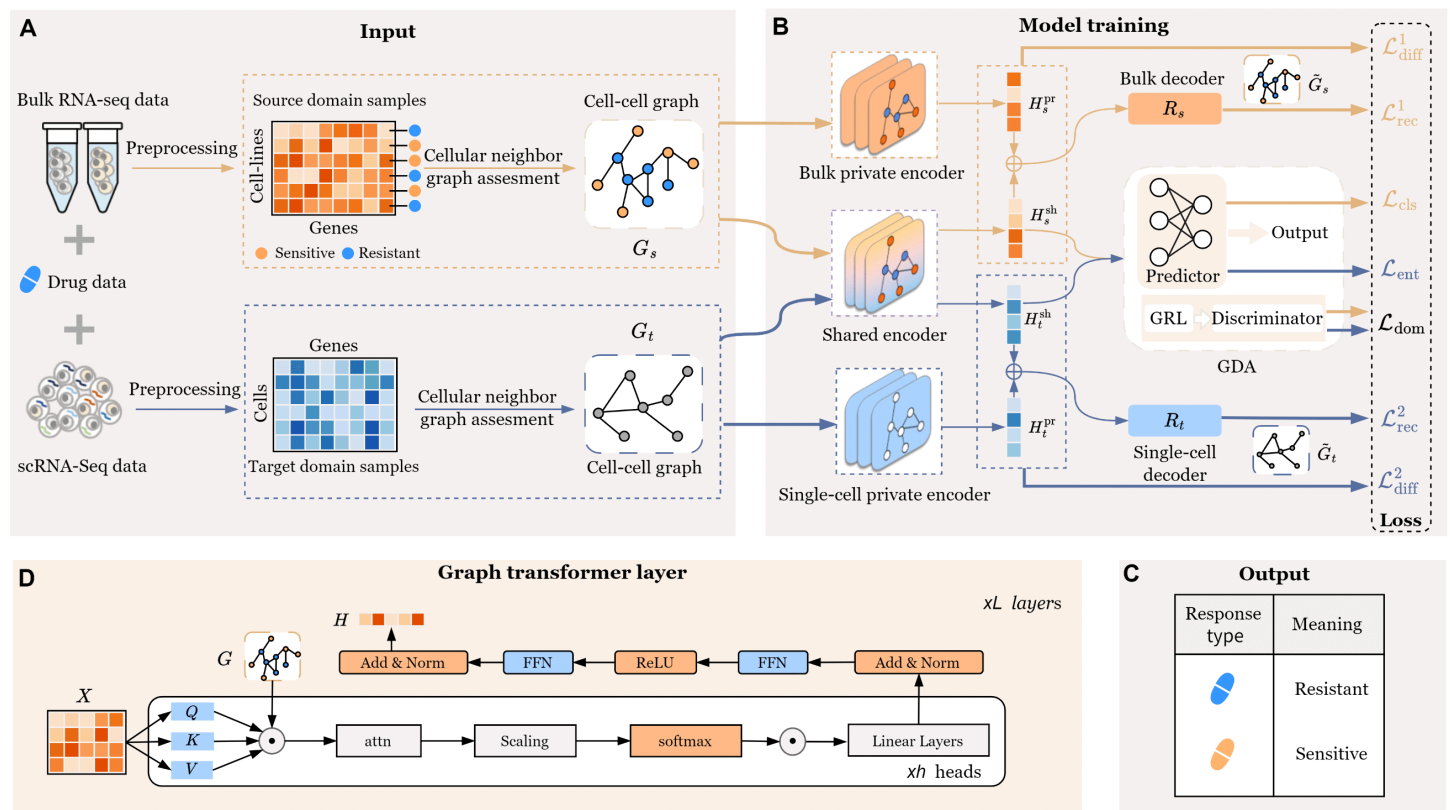 A
Input
Bulk RNA-seq data
Preprocessing
Drug data
Preprocessing
scRNA-Seq data
Source domain samples
Cell-lines
Genes
Sensitive
Resistant
Cellular neighbor
graph assesment
Cell-cell graph
G_s
Genes
Cells
Target domain samples
Cellular neighbor
graph assesment
G_t
Cell-cell graph
B
Model training
Bulk private encoder
Shared encoder
Single-cell private encoder
H_s^pr
H_s^sh
H_t^sh
H_t^pr
Bulk decoder
R_s
G̃_s
Predictor
Output
GRL
Discriminator
GDA
R_t
Single-cell
decoder
G̃_t
ℒ_diff^1
ℒ_rec^1
ℒ_cls
ℒ_ent
ℒ_dom
ℒ_rec^2
ℒ_diff^2
Loss
D
Graph transformer layer
xL layers
H
G
Add & Norm
FFN
ReLU
FFN
Add & Norm
X
Q
K
V
attn
Scaling
softmax
Linear Layers
xh heads
C
Output
Response
type
Meaning
Resistant
Sensitive